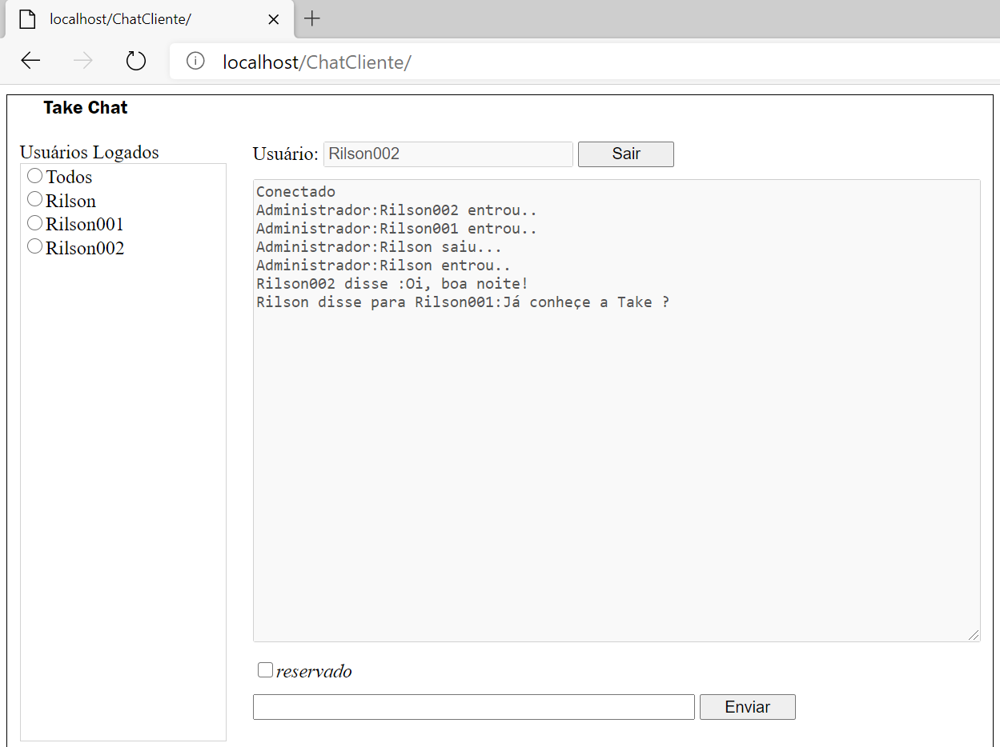 localhost/ChatCliente/
localhost/ChatCliente/
Take Chat
Usuários Logados
Todos
Rilson
Rilson001
Rilson002
Usuário: Rilson002 Sair
Conectado
Administrador:Rilson002 entrou..
Administrador:Rilson001 entrou..
Administrador:Rilson saiu...
Administrador:Rilson entrou..
Rilson002 disse :Oi, boa noite!
Rilson disse para Rilson001:Já conheçe a Take ?
reservado
Enviar